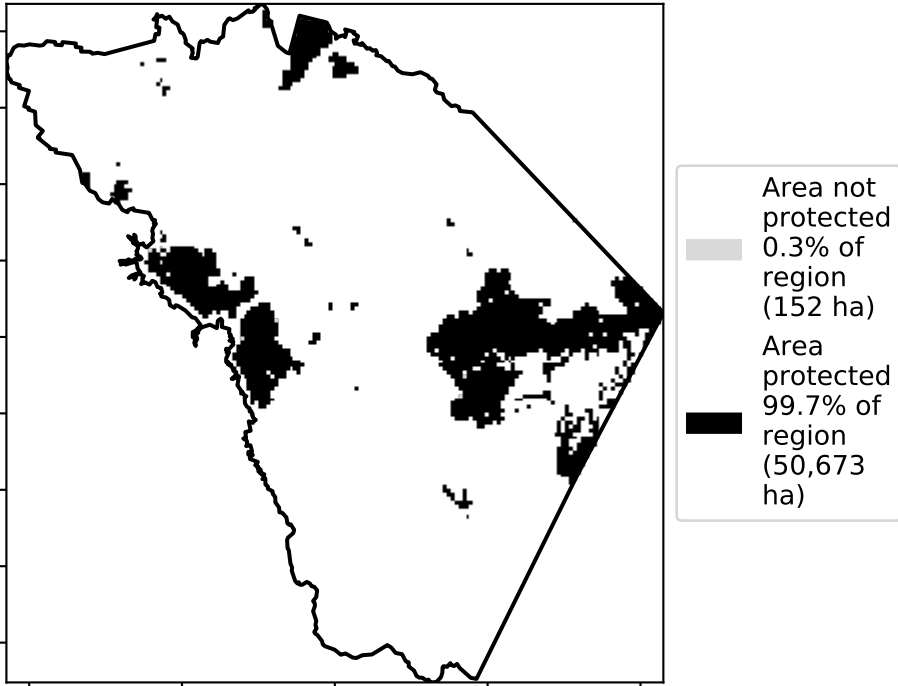 Area not
protected
0.3% of
region
(152 ha)
Area
protected
99.7% of
region
(50,673
ha)